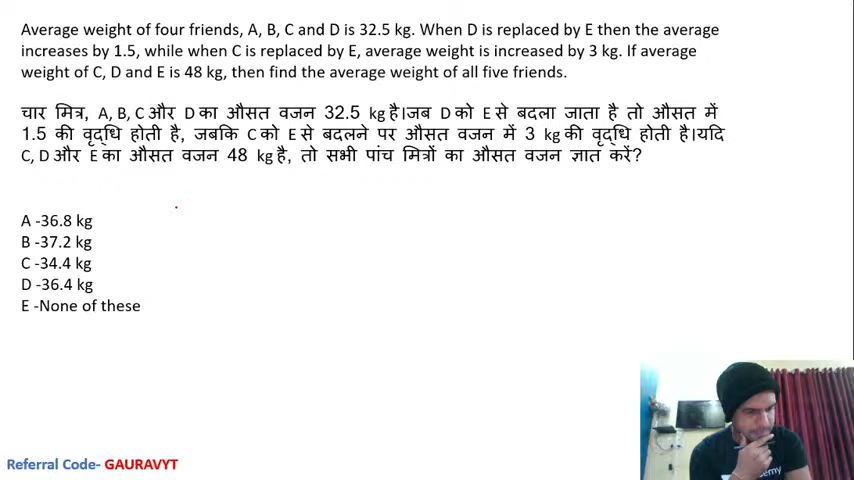 Average weight of four friends, A, B, C and D is 32.5 kg. When D is replaced by E then the average
increases by 1.5, while when C is replaced by E, average weight is increased by 3 kg. If average
weight of C, D and E is 48 kg, then find the average weight of all five friends.
चार मित्र, A, B, C और D का औसत वजन 32.5 kg है।जब D को E से बदला जाता है तो औसत में
1.5 की वृद्धि होती है, जबकि C को E से बदलने पर औसत वजन में 3 kg की वृद्धि होती है।यदि
C, D और E का औसत वजन 48 kg है, तो सभी पांच मित्रों का औसत वजन ज्ञात करें?
A -36.8 kg
B -37.2 kg
C -34.4 kg
D -36.4 kg
E -None of these
Referral Code- GAURAVYT